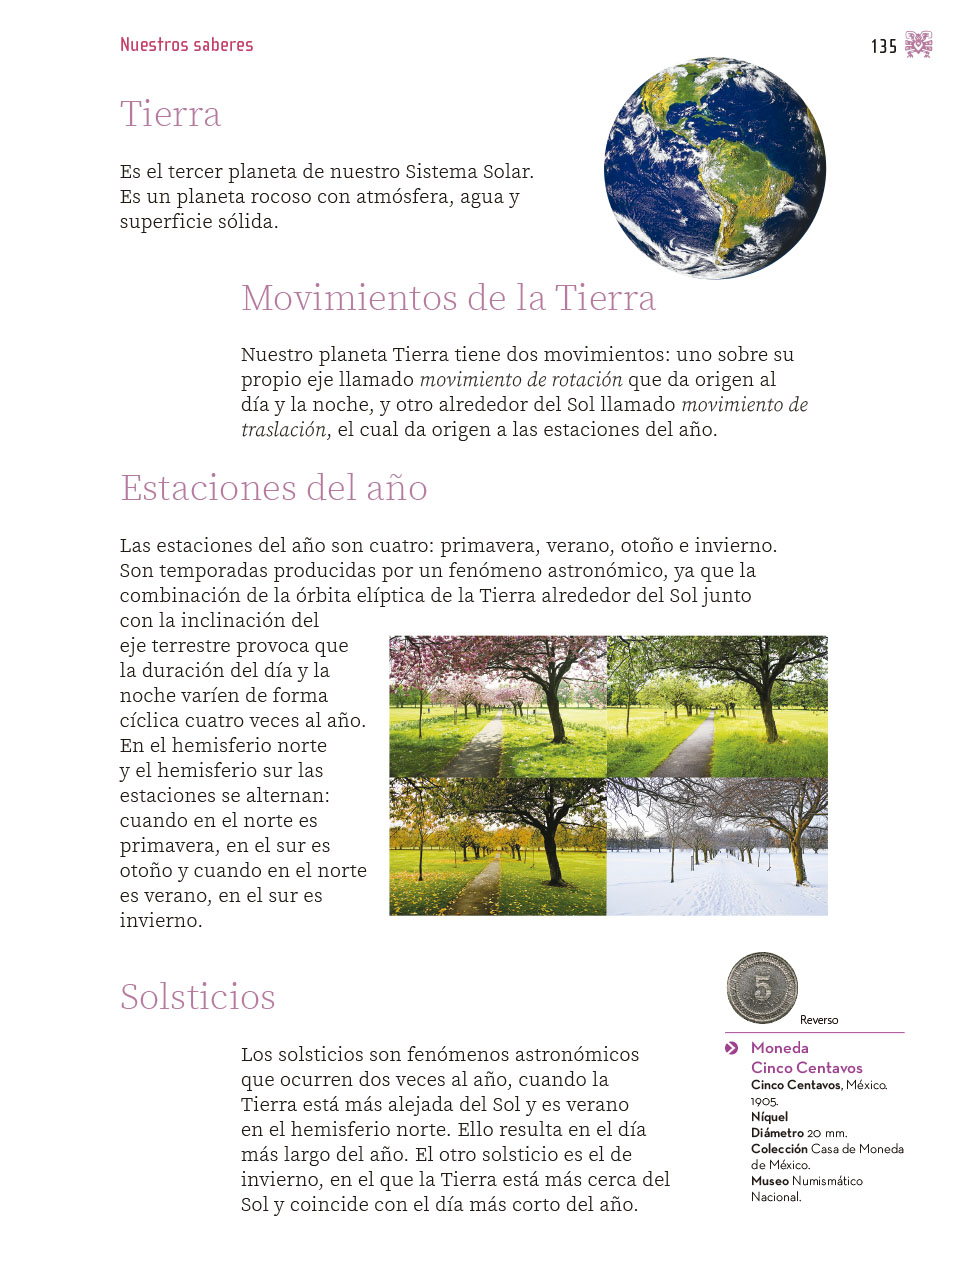 Nuestros saberes
135
Tierra
Es el tercer planeta de nuestro Sistema Solar.
Es un planeta rocoso con atmósfera, agua y
superficie sólida.
Movimientos de la Tierra
Nuestro planeta Tierra tiene dos movimientos: uno sobre su
propio eje llamado movimiento de rotación que da origen al
día y la noche, y otro alrededor del Sol llamado movimiento de
traslación, el cual da origen a las estaciones del año.
Estaciones del año
Las estaciones del año son cuatro: primavera, verano, otoño e invierno.
Son temporadas producidas por un fenómeno astronómico, ya que la
combinación de la órbita elíptica de la Tierra alrededor del Sol junto
con la inclinación del
eje terrestre provoca que
la duración del día y la
noche varíen de forma
cíclica cuatro veces al año.
En el hemisferio norte
y el hemisferio sur las
estaciones se alternan:
cuando en el norte es
primavera, en el sur es
otoño y cuando en el norte
es verano, en el sur es
invierno.
Solsticios
Los solsticios son fenómenos astronómicos
que ocurren dos veces al año, cuando la
Tierra está más alejada del Sol y es verano
en el hemisferio norte. Ello resulta en el día
más largo del año. El otro solsticio es el de
invierno, en el que la Tierra está más cerca del
Sol y coincide con el día más corto del año.
5
Reverso
Moneda
Cinco Centavos
Cinco Centavos, México.
1905.
Níquel
Diámetro 20 mm.
Colección Casa de Moneda
de México.
Museo Numismático
Nacional.